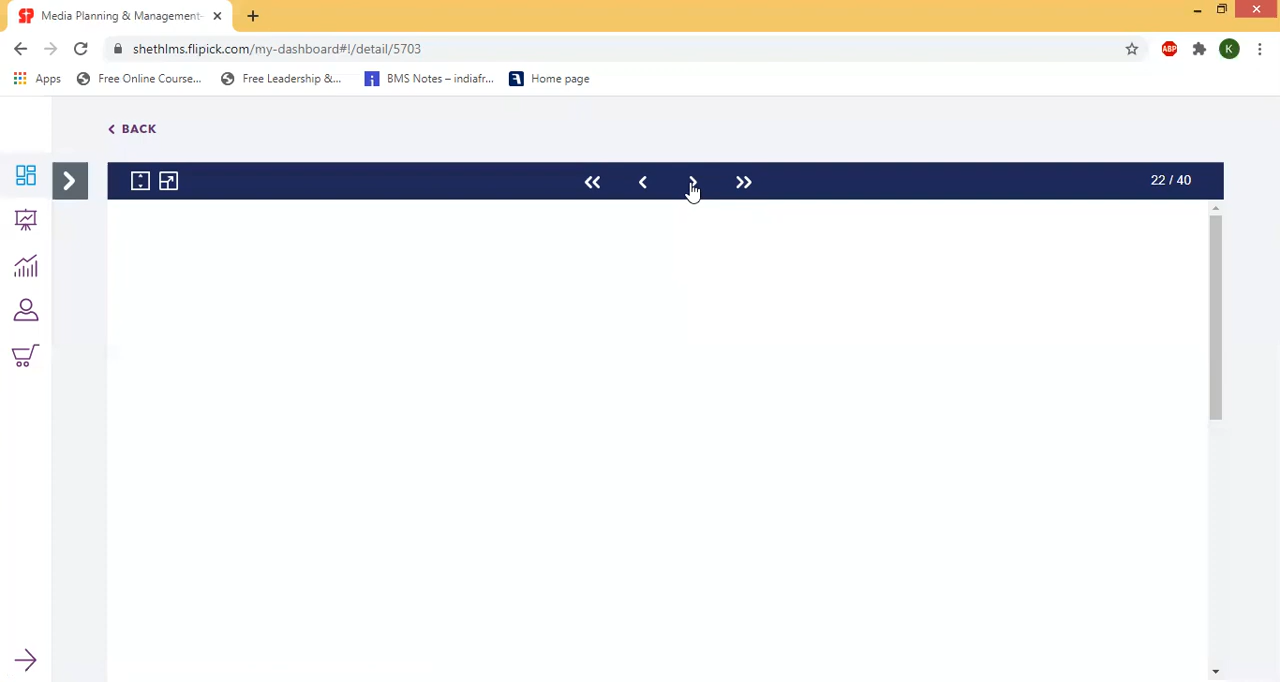 Media Planning & Management-
shethlms.flipick.com/my-dashboard#!/detail/5703
ABP
K
Apps
Free Online Course...
Free Leadership &...
BMS Notes – indiafr...
Home page
BACK
22 / 40